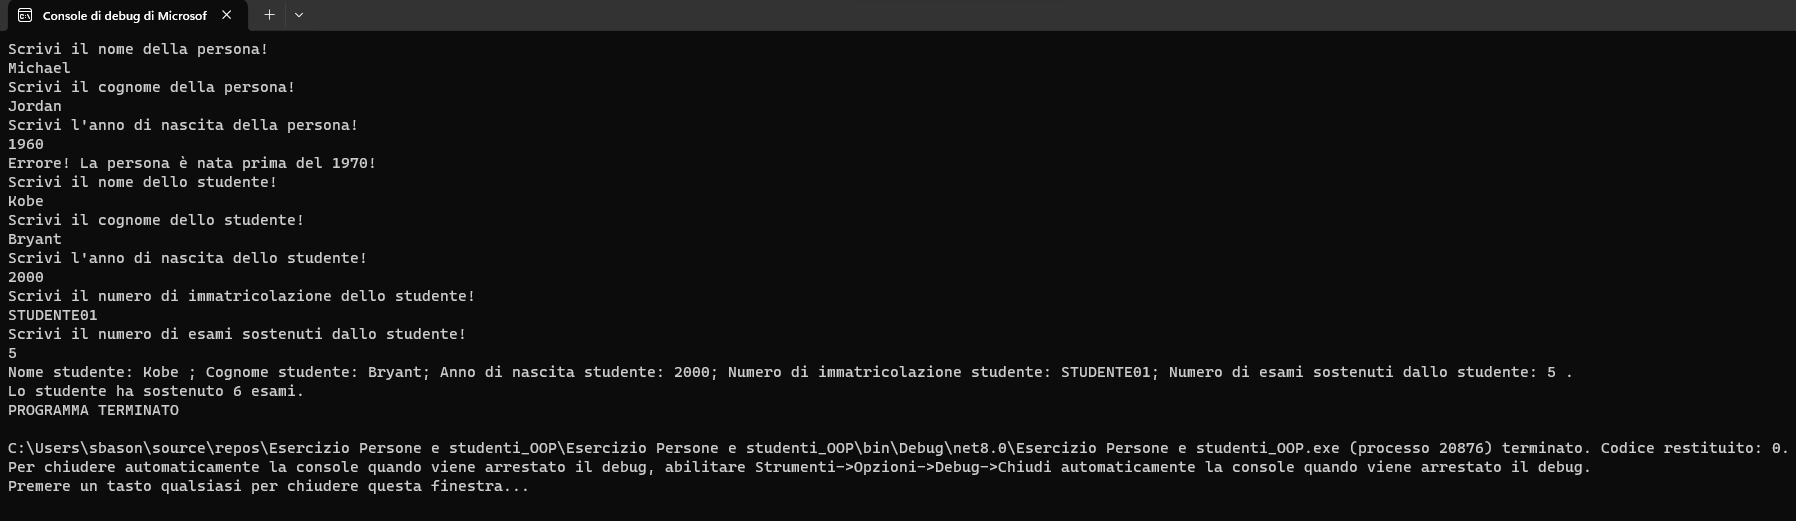 Console di debug di Microsof
Scrivi il nome della persona!
Michael
Scrivi il cognome della persona!
Jordan
Scrivi l'anno di nascita della persona!
1960
Errore! La persona è nata prima del 1970!
Scrivi il nome dello studente!
Kobe
Scrivi il cognome dello studente!
Bryant
Scrivi l'anno di nascita dello studente!
2000
Scrivi il numero di immatricolazione dello studente!
STUDENTE01
Scrivi il numero di esami sostenuti dallo studente!
5
Nome studente: Kobe ; Cognome studente: Bryant; Anno di nascita studente: 2000; Numero di immatricolazione studente: STUDENTE01; Numero di esami sostenuti dallo studente: 5 .
Lo studente ha sostenuto 6 esami.
PROGRAMMA TERMINATO
C:\Users\sbason\source\repos\Esercizio Persone e studenti_OOP\Esercizio Persone e studenti_OOP\bin\Debug\net8.0\Esercizio Persone e studenti_OOP.exe (processo 20876) terminato. Codice restituito: 0.
Per chiudere automaticamente la console quando viene arrestato il debug, abilitare Strumenti->Opzioni->Debug->Chiudi automaticamente la console quando viene arrestato il debug.
Premere un tasto qualsiasi per chiudere questa finestra...